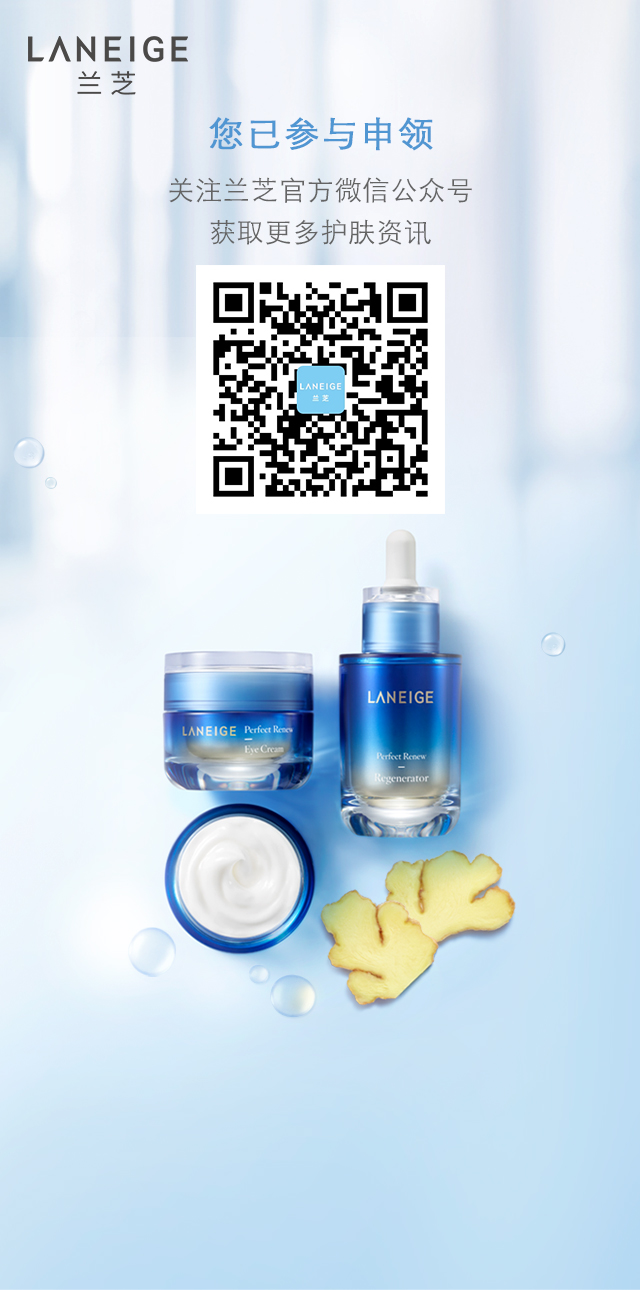 LANEIGE
兰芝
您已参与申领
关注兰芝官方微信公众号
获取更多护肤资讯
LANEIGE
兰芝
LANEIGE
Perfect Renew
Regenerator
LANEIGE Perfect Renew
Eye Cream